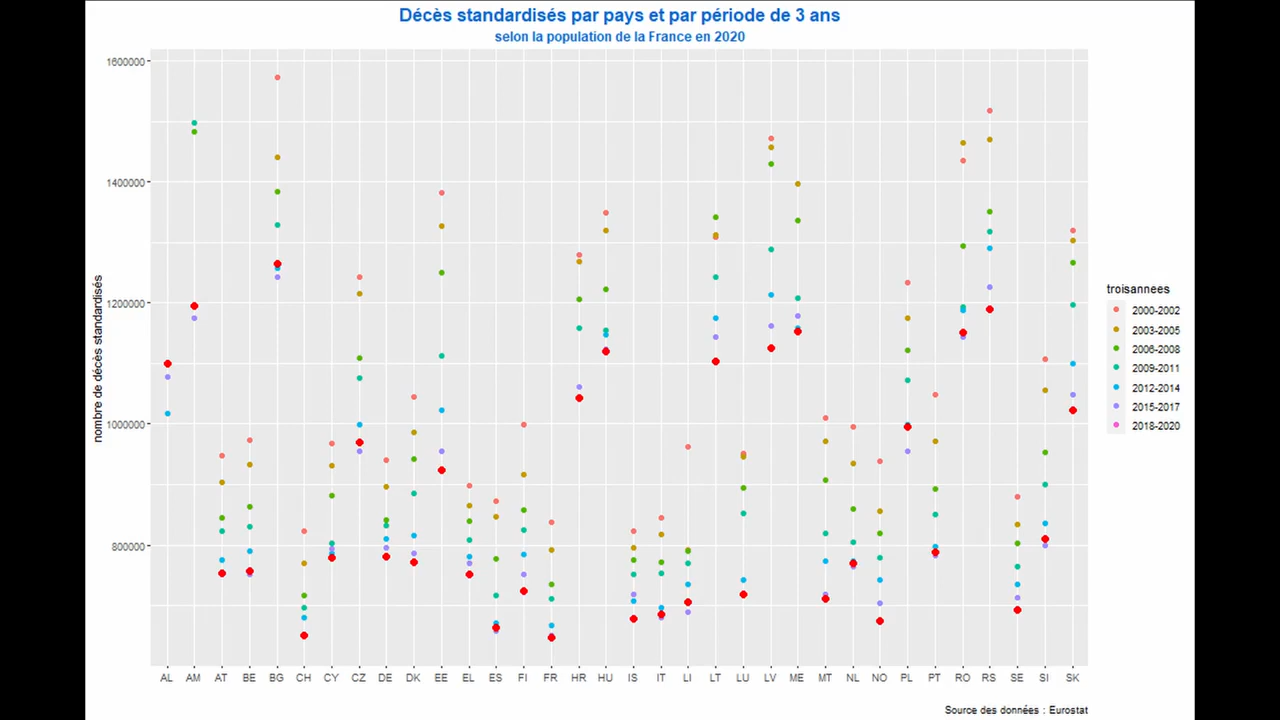 Décès standardisés par pays et par période de 3 ans
selon la population de la France en 2020
nombre de décès standardisés
1600000
1400000
1200000
1000000
800000
AL AM AT BE BG CH CY CZ DE DK EE EL ES FI FR HR HU IS IT LI LT LU LV ME MT NL NO PL PT RO RS SE SI SK
troisannees
2000-2002
2003-2005
2006-2008
2009-2011
2012-2014
2015-2017
2018-2020
Source des données : Eurostat